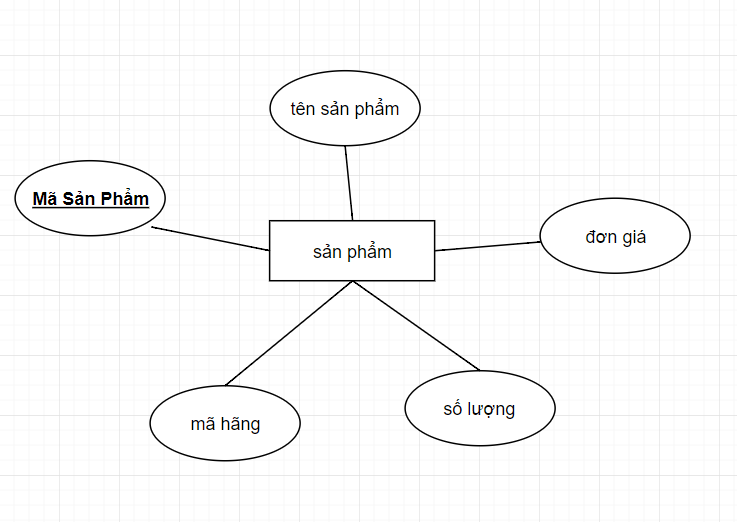 tên sản phẩm
Mã Sản Phẩm
đơn giá
sản phẩm
mã hãng
số lượng